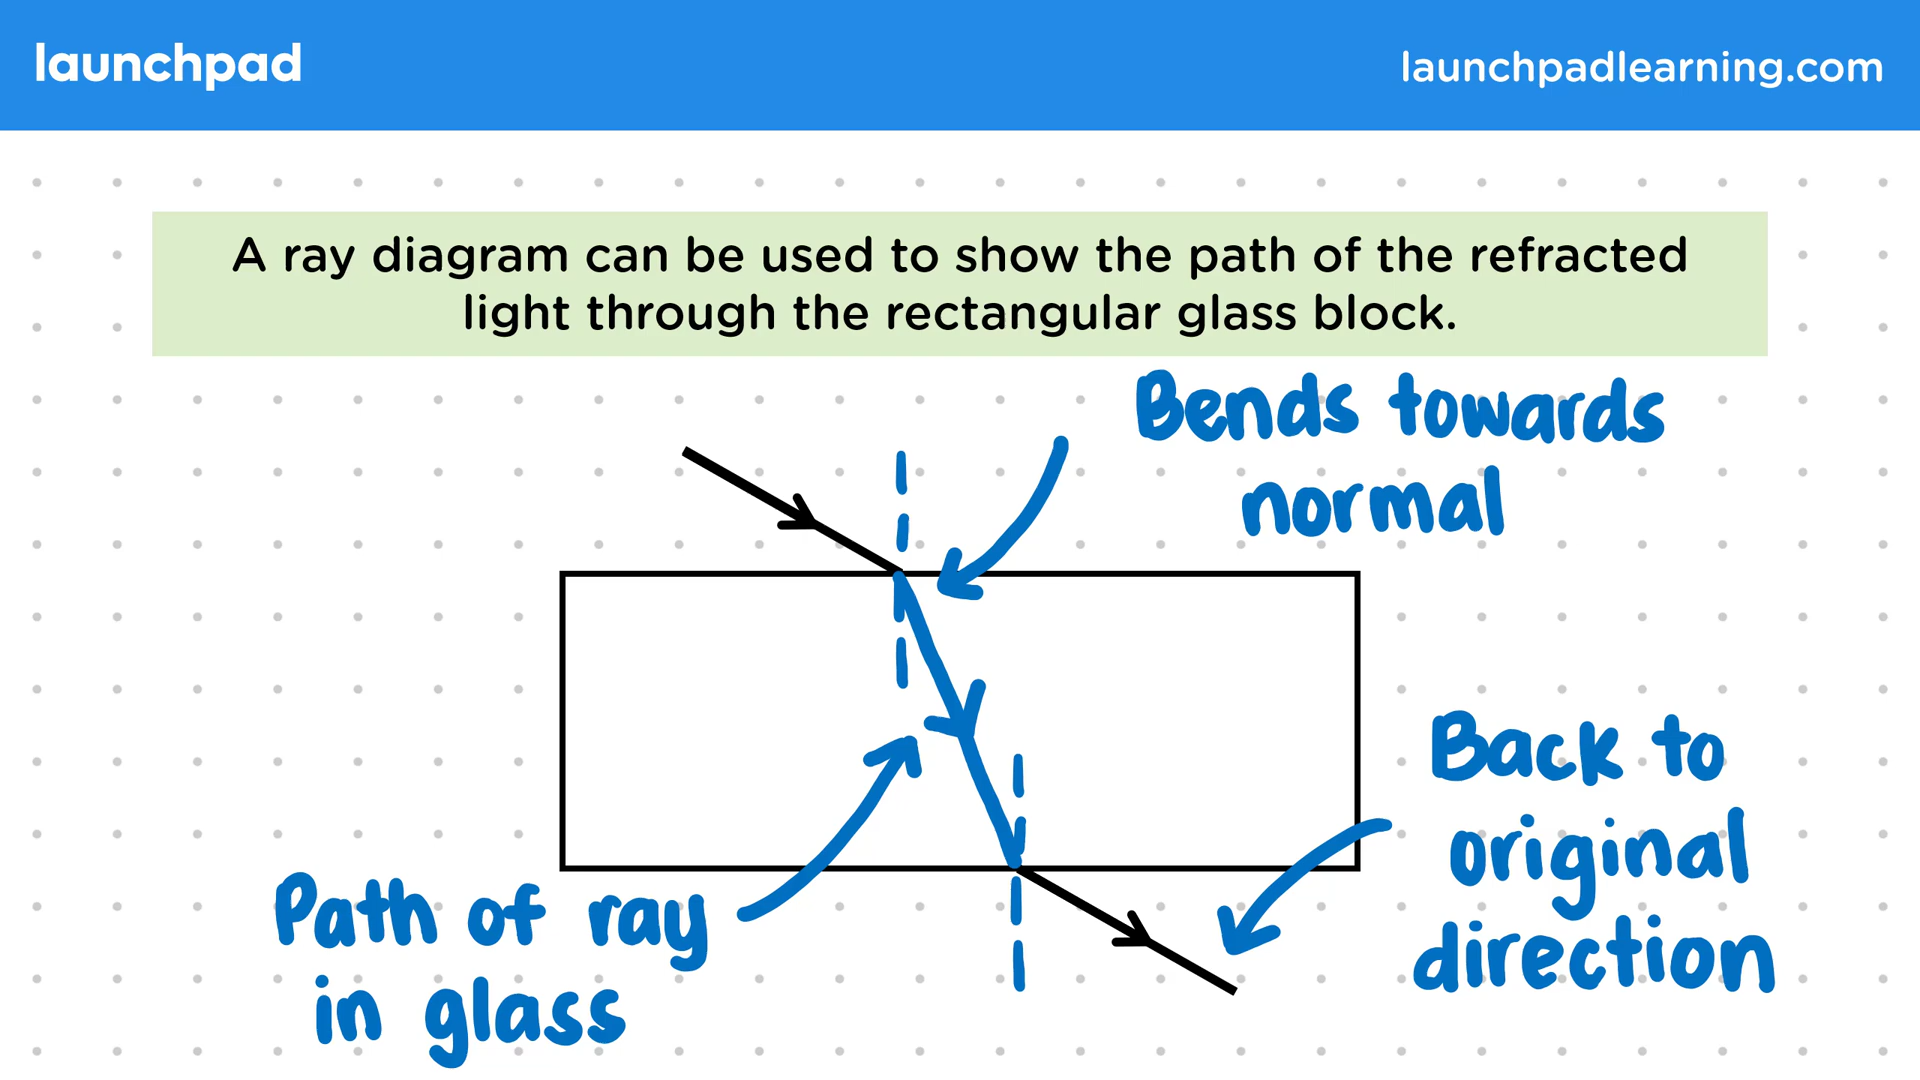 launchpad
launchpadlearning.com
A ray diagram can be used to show the path of the refracted
light through the rectangular glass block.
Bends towards
normal
Back to
original
direction
Path of ray
in glass